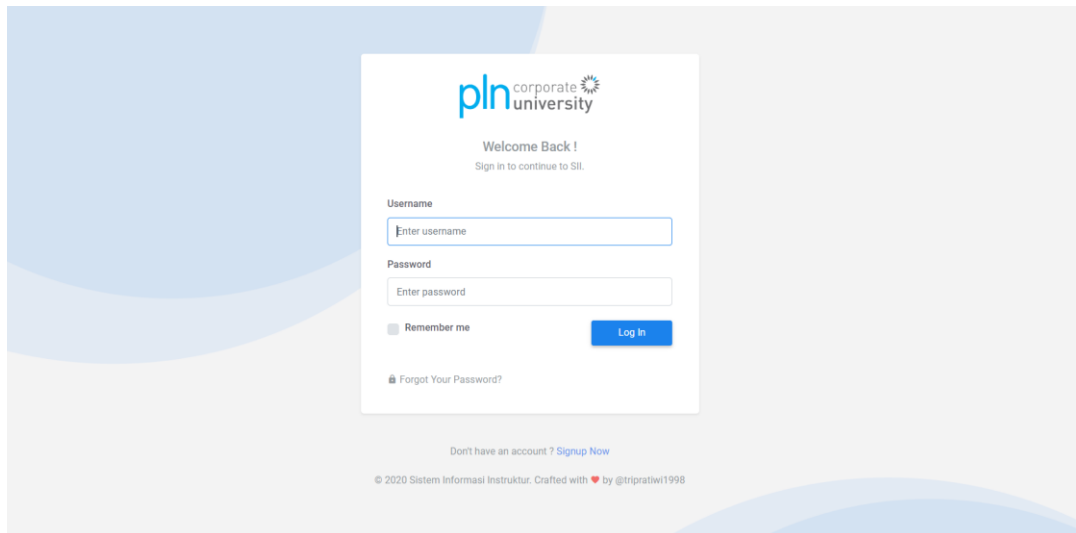 pln corporate
university
Welcome Back !
Sign in to continue to SII.
Username
Enter username
Password
Enter password
Remember me
Log In
Forgot Your Password?
Don't have an account ? Signup Now
© 2020 Sistem Informasi Instruktur. Crafted with ❤ by @tripratiwi1998